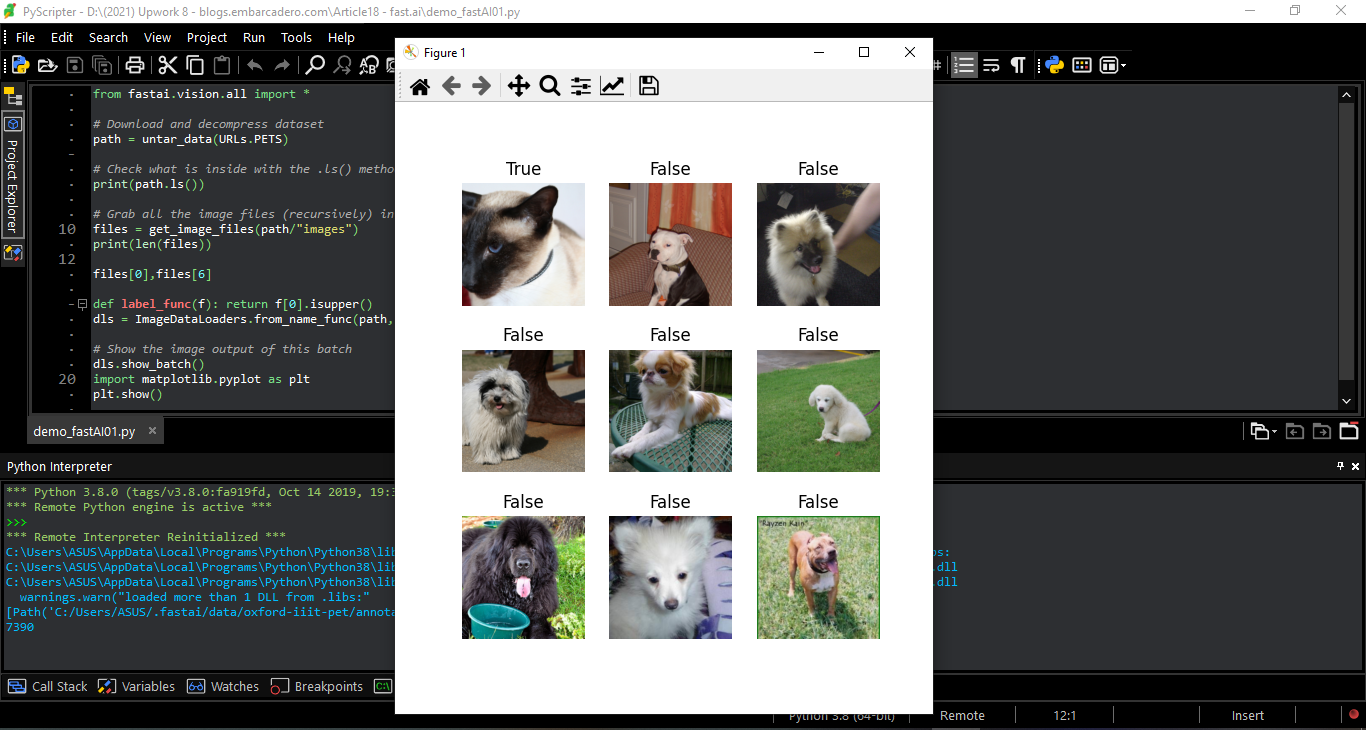 PyScripter - D:\(2021) Upwork 8 - blogs.embarcadero.com\Article18 - fast.ai\demo_fastAI01.py
File Edit Search View Project Run Tools Help
Figure 1
Project Explorer
from fastai.vision.all import *
# Download and decompress dataset
path = untar_data(URLs.PETS)
# Check what is inside with the .ls() metho
print(path.ls())
# Grab all the image files (recursively) in
10 files = get_image_files(path/"images")
print(len(files))
12
files[0],files[6]
def label_func(f): return f[0].isupper()
dls = ImageDataLoaders.from_name_func(path,
# Show the image output of this batch
dls.show_batch()
20 import matplotlib.pyplot as plt
plt.show()
True False False
False False False
False False False
"Rayzen Kain"
demo_fastAI01.py
Python Interpreter
*** Python 3.8.0 (tags/v3.8.0:fa919fd, Oct 14 2019, 19:3
*** Remote Python engine is active ***
>>>
*** Remote Interpreter Reinitialized ***
C:\Users\ASUS\AppData\Local\Programs\Python\Python38\lib s:
C:\Users\ASUS\AppData\Local\Programs\Python\Python38\lib .dll
C:\Users\ASUS\AppData\Local\Programs\Python\Python38\lib .dll
warnings.warn("loaded more than 1 DLL from .libs:"
[Path('C:/Users/ASUS/.fastai/data/oxford-iiit-pet/annota
7390
Call Stack Variables Watches Breakpoints
Python 3.8 (64-bit) Remote 12:1 Insert